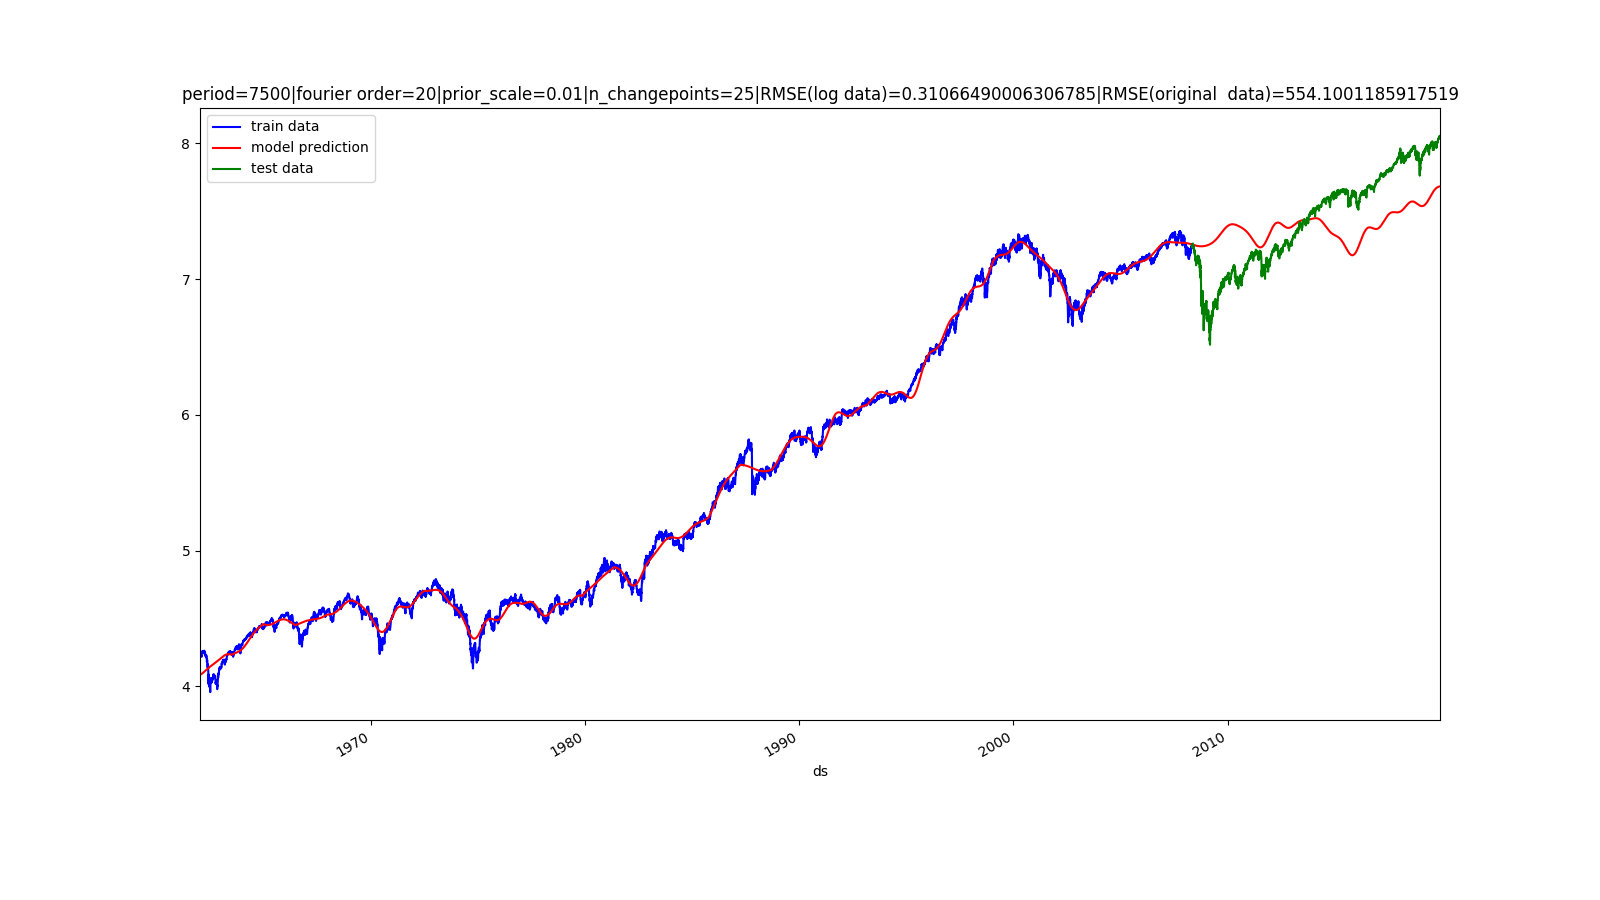 period=7500|fourier order=20|prior_scale=0.01|n_changepoints=25|RMSE(log data)=0.31066490006306785|RMSE(original  data)=554.1001185917519
train data
model prediction
test data
8
7
6
5
4
1970
1980
1990
2000
2010
ds